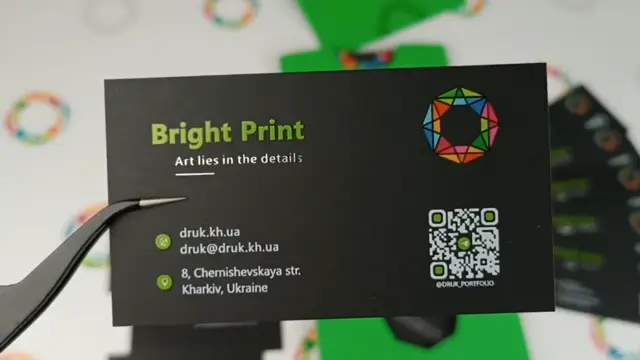 Bright Print
Art lies in the details
druk.kh.ua
druk@druk.kh.ua
8, Chernishevskaya str.
Kharkiv, Ukraine
@DRUK_PORTFOLIO